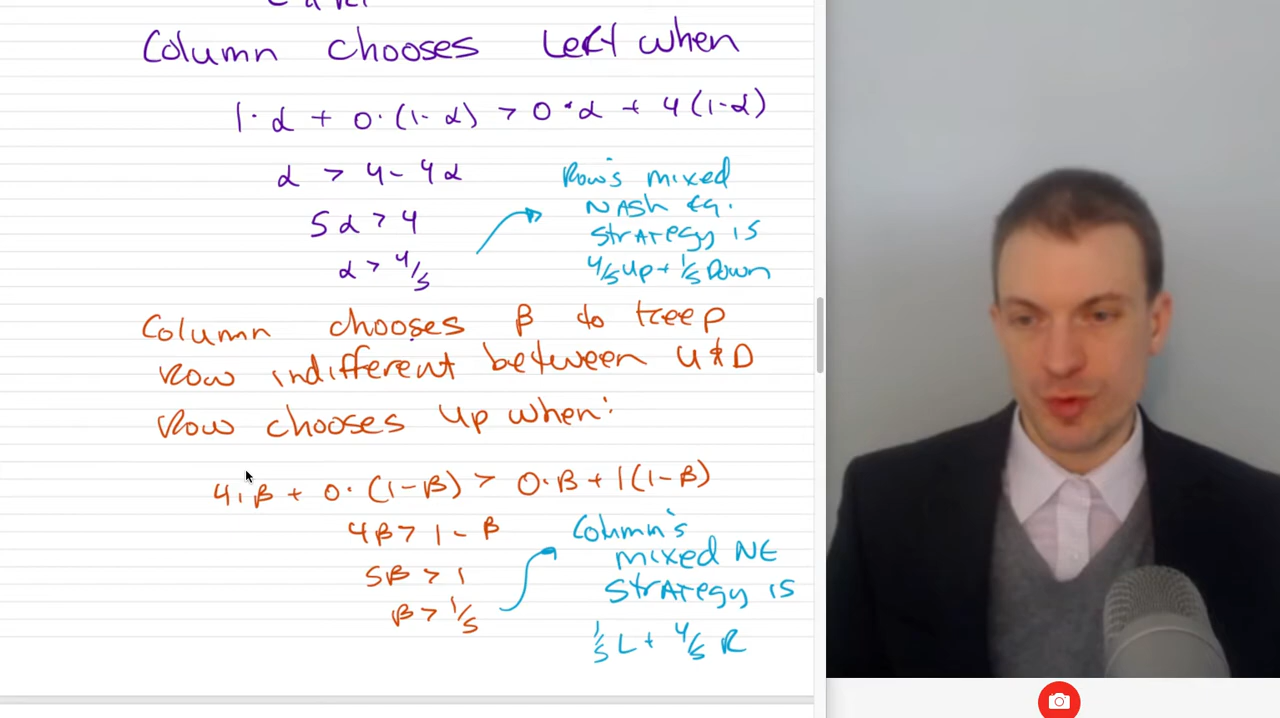 Column chooses Left when
1·α + 0·(1-α) > 0·α + 4(1-α)
α > 4-4α
5α > 4
α > 4/5
Row's mixed
NASH Eq.
strategy is
4/5 Up + 1/5 Down
Column chooses β to keep
Row indifferent between U & D
Row chooses Up when:
4·β + 0·(1-β) > 0·β + 1(1-β)
4β > 1-β
5β > 1
β > 1/5
Column's
mixed NE
strategy is
1/5 L + 4/5 R